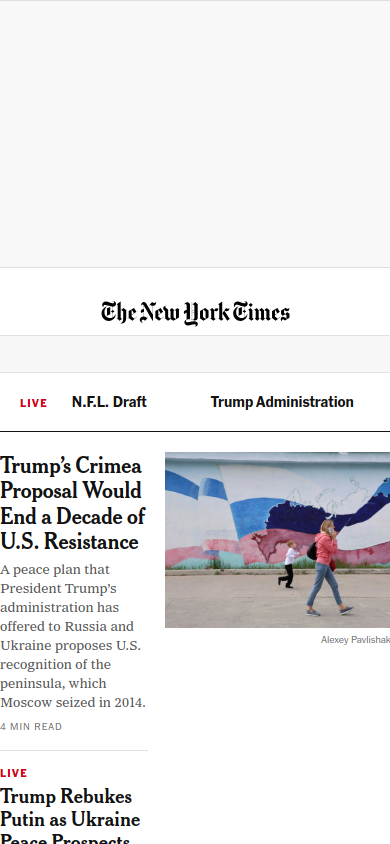 The New York Times
LIVE N.F.L. Draft Trump Administration
Trump’s Crimea
Proposal Would
End a Decade of
U.S. Resistance
A peace plan that
President Trump’s
administration has
offered to Russia and
Ukraine proposes U.S.
recognition of the
peninsula, which
Moscow seized in 2014.
4 MIN READ
Alexey Pavlishak
LIVE
Trump Rebukes
Putin as Ukraine
Peace Prospects